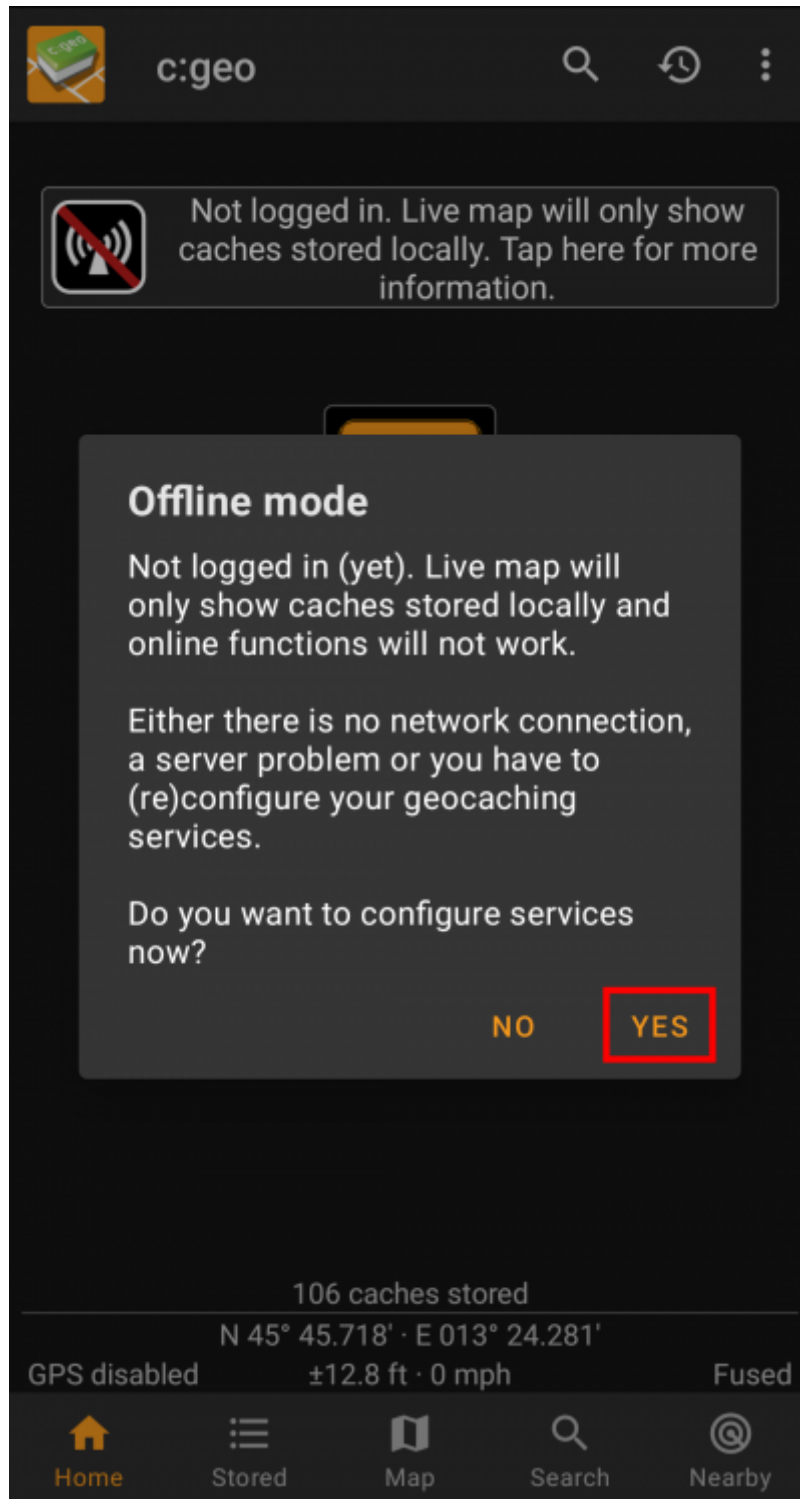 c:geo
c:geo
Not logged in. Live map will only show
caches stored locally. Tap here for more
information.
Offline mode
Not logged in (yet). Live map will
only show caches stored locally and
online functions will not work.
Either there is no network connection,
a server problem or you have to
(re)configure your geocaching
services.
Do you want to configure services
now?
NO YES
106 caches stored
N 45° 45.718' · E 013° 24.281'
GPS disabled ±12.8 ft · 0 mph Fused
Home Stored Map Search Nearby